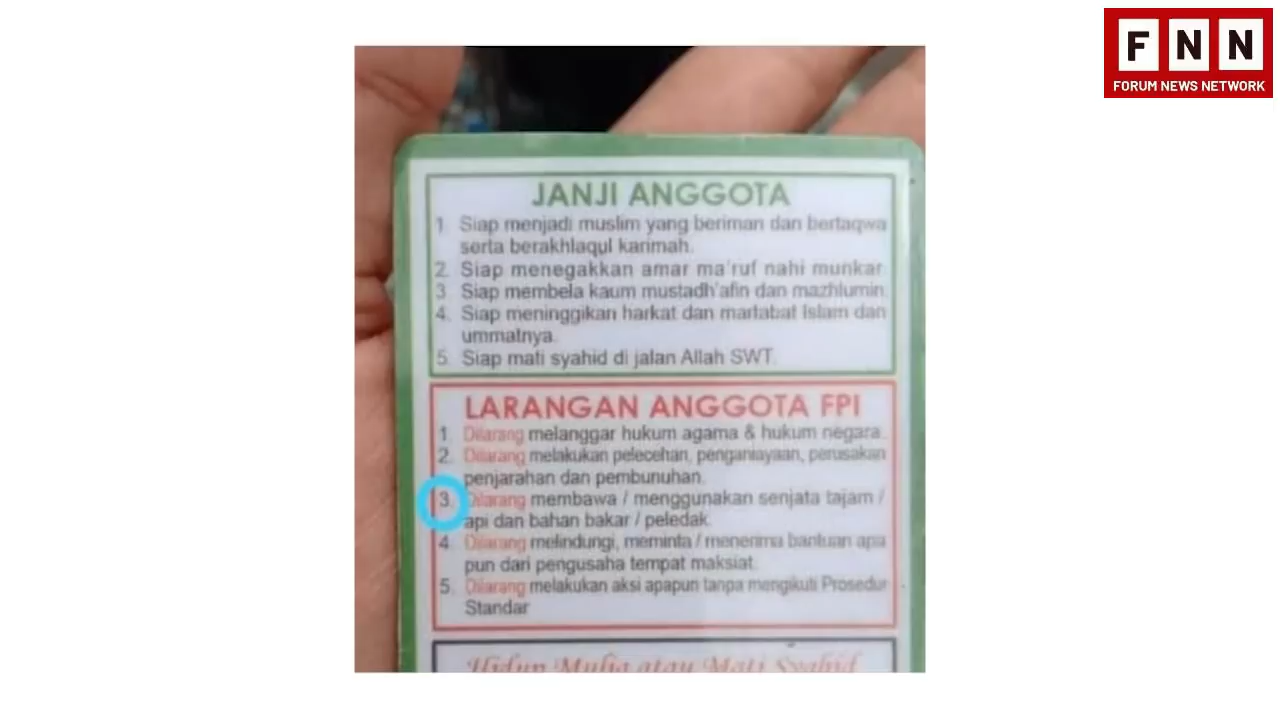 FNN
FORUM NEWS NETWORK
JANJI ANGGOTA
1. Siap menjadi muslim yang beriman dan bertaqwa
serta berakhlaqul karimah.
2. Siap menegakkan amar ma'ruf nahi munkar.
3. Siap membela kaum mustadh'afin dan mazhlumin.
4. Siap meninggikan harkat dan martabat Islam dan
ummatnya.
5. Siap mati syahid di jalan Allah SWT.
LARANGAN ANGGOTA FPI
1. Dilarang melanggar hukum agama & hukum negara.
2. Dilarang melakukan pelecehan, penganiayaan, perusakan
penjarahan dan pembunuhan.
3. Dilarang membawa / menggunakan senjata tajam /
api dan bahan bakar / peledak.
4. Dilarang melindungi, meminta / menerima bantuan apa
pun dari pengusaha tempat maksiat.
5. Dilarang melakukan aksi apapun tanpa mengikuti Prosedur
Standar
Hidup Mulia atau Mati Syahid